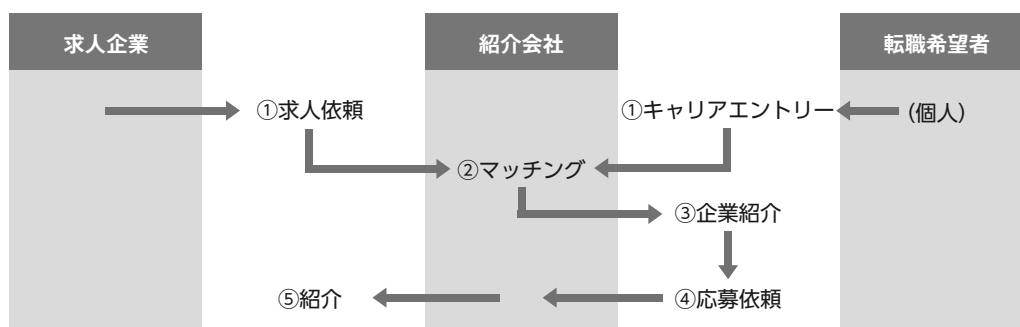 求人企業
紹介会社
転職希望者
①求人依頼
①キャリアエントリー
(個人)
②マッチング
③企業紹介
④応募依頼
⑤紹介